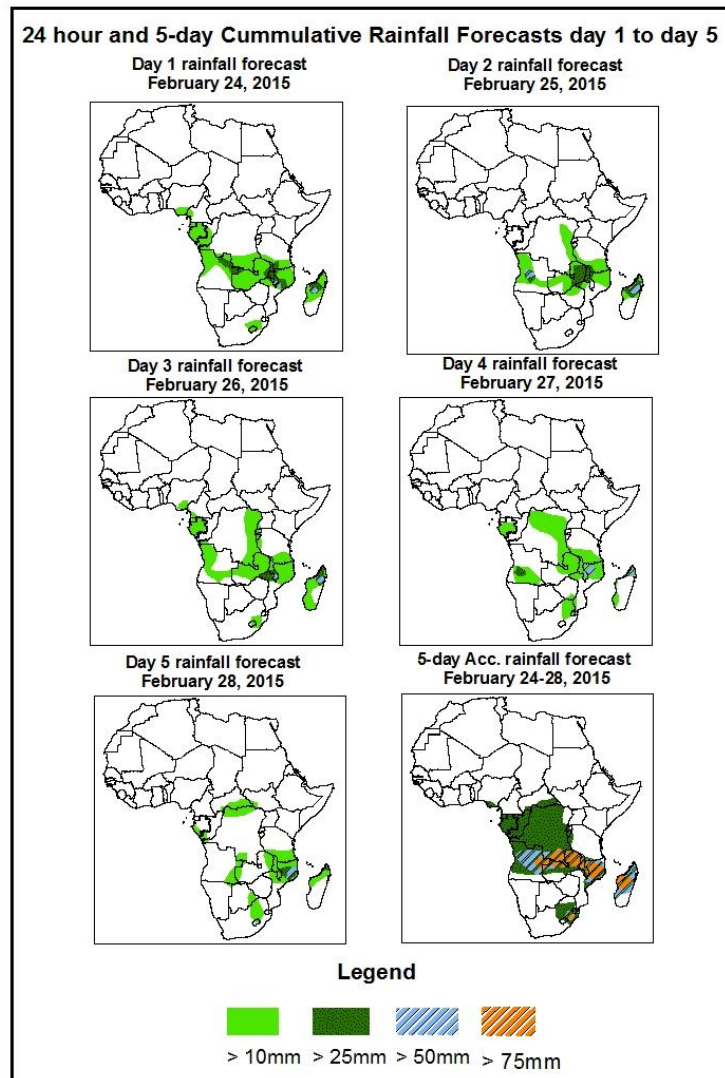 24 hour and 5-day Cummulative Rainfall Forecasts day 1 to day 5
Day 1 rainfall forecast
February 24, 2015
Day 2 rainfall forecast
February 25, 2015
Day 3 rainfall forecast
February 26, 2015
Day 4 rainfall forecast
February 27, 2015
Day 5 rainfall forecast
February 28, 2015
5-day Acc. rainfall forecast
February 24-28, 2015
Legend
> 10mm > 25mm > 50mm > 75mm